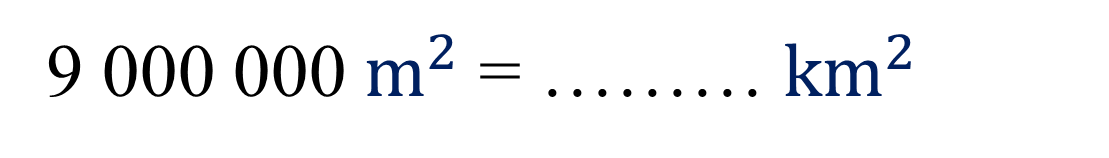 9 000 000 m² = ......... km²